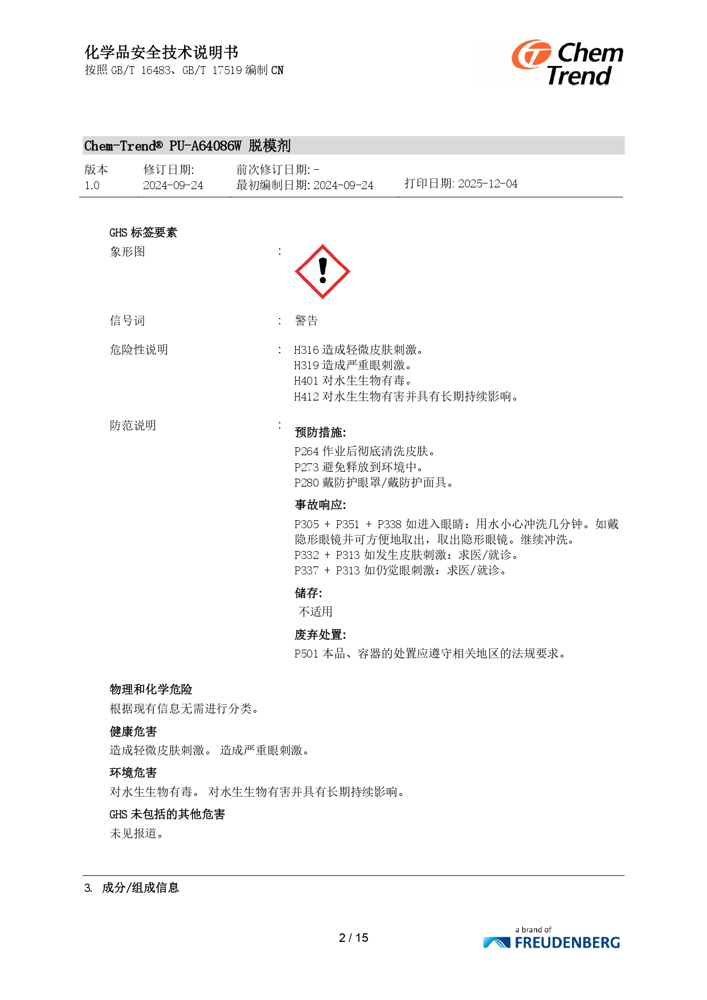 化学品安全技术说明书
按照 GB/T 16483、GB/T 17519 编制 CN
Chem
Trend
Chem-Trend® PU-A64086W 脱模剂
版本 修订日期: 前次修订日期: -
1.0 2024-09-24 最初编制日期: 2024-09-24 打印日期: 2025-12-04
GHS 标签要素
象形图 :
信号词 : 警告
危险性说明 : H316 造成轻微皮肤刺激。
H319 造成严重眼刺激。
H401 对水生生物有毒。
H412 对水生生物有害并具有长期持续影响。
防范说明 :
预防措施:
P264 作业后彻底清洗皮肤。
P273 避免释放到环境中。
P280 戴防护眼罩/戴防护面具。
事故响应:
P305 + P351 + P338 如进入眼睛：用水小心冲洗几分钟。如戴
隐形眼镜并可方便地取出，取出隐形眼镜。继续冲洗。
P332 + P313 如发生皮肤刺激：求医/就诊。
P337 + P313 如仍觉眼刺激：求医/就诊。
储存:
不适用
废弃处置:
P501 本品、容器的处置应遵守相关地区的法规要求。
物理和化学危险
根据现有信息无需进行分类。
健康危害
造成轻微皮肤刺激。 造成严重眼刺激。
环境危害
对水生生物有毒。 对水生生物有害并具有长期持续影响。
GHS 未包括的其他危害
未见报道。
3. 成分/组成信息
2 / 15
a brand of
FREUDENBERG